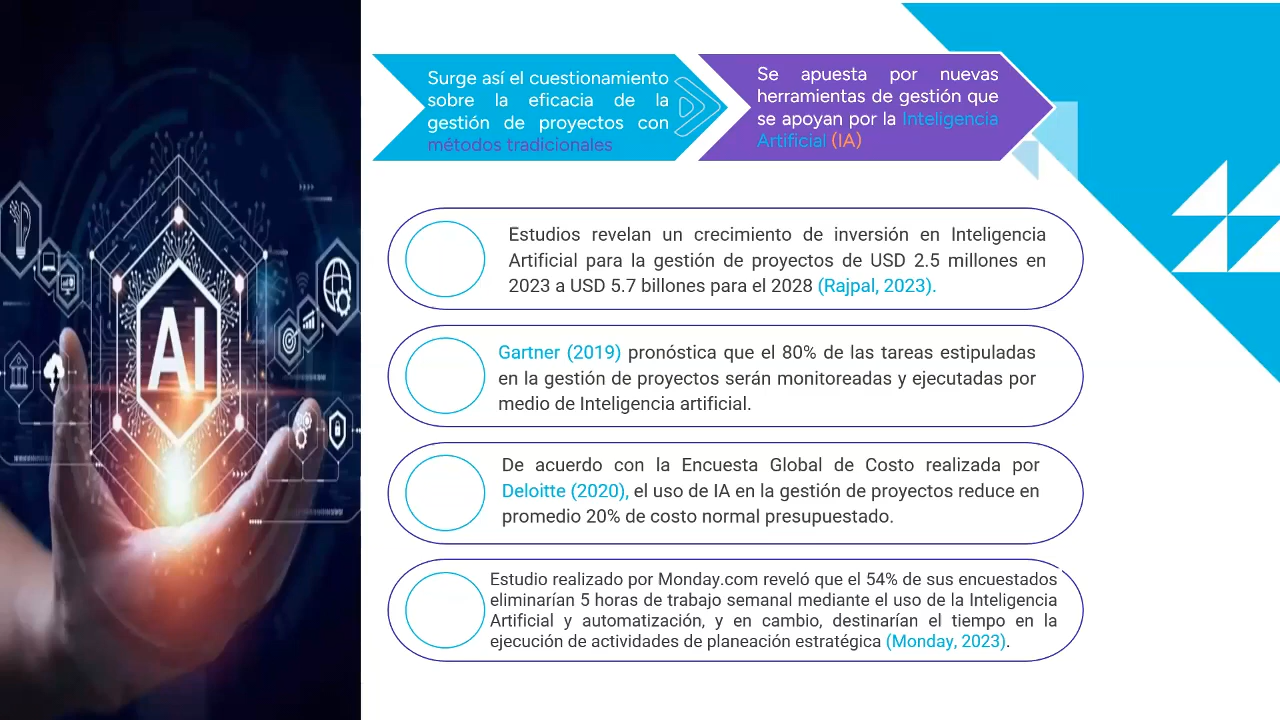 Surge así el cuestionamiento
sobre la eficacia de la
gestión de proyectos con
métodos tradicionales
Se apuesta por nuevas
herramientas de gestión que
se apoyan por la Inteligencia
Artificial (IA)
AI
Estudios revelan un crecimiento de inversión en Inteligencia
Artificial para la gestión de proyectos de USD 2.5 millones en
2023 a USD 5.7 billones para el 2028 (Rajpal, 2023).
Gartner (2019) pronóstica que el 80% de las tareas estipuladas
en la gestión de proyectos serán monitoreadas y ejecutadas por
medio de Inteligencia artificial.
De acuerdo con la Encuesta Global de Costo realizada por
Deloitte (2020), el uso de IA en la gestión de proyectos reduce en
promedio 20% de costo normal presupuestado.
Estudio realizado por Monday.com reveló que el 54% de sus encuestados
eliminarían 5 horas de trabajo semanal mediante el uso de la Inteligencia
Artificial y automatización, y en cambio, destinarían el tiempo en la
ejecución de actividades de planeación estratégica (Monday, 2023).